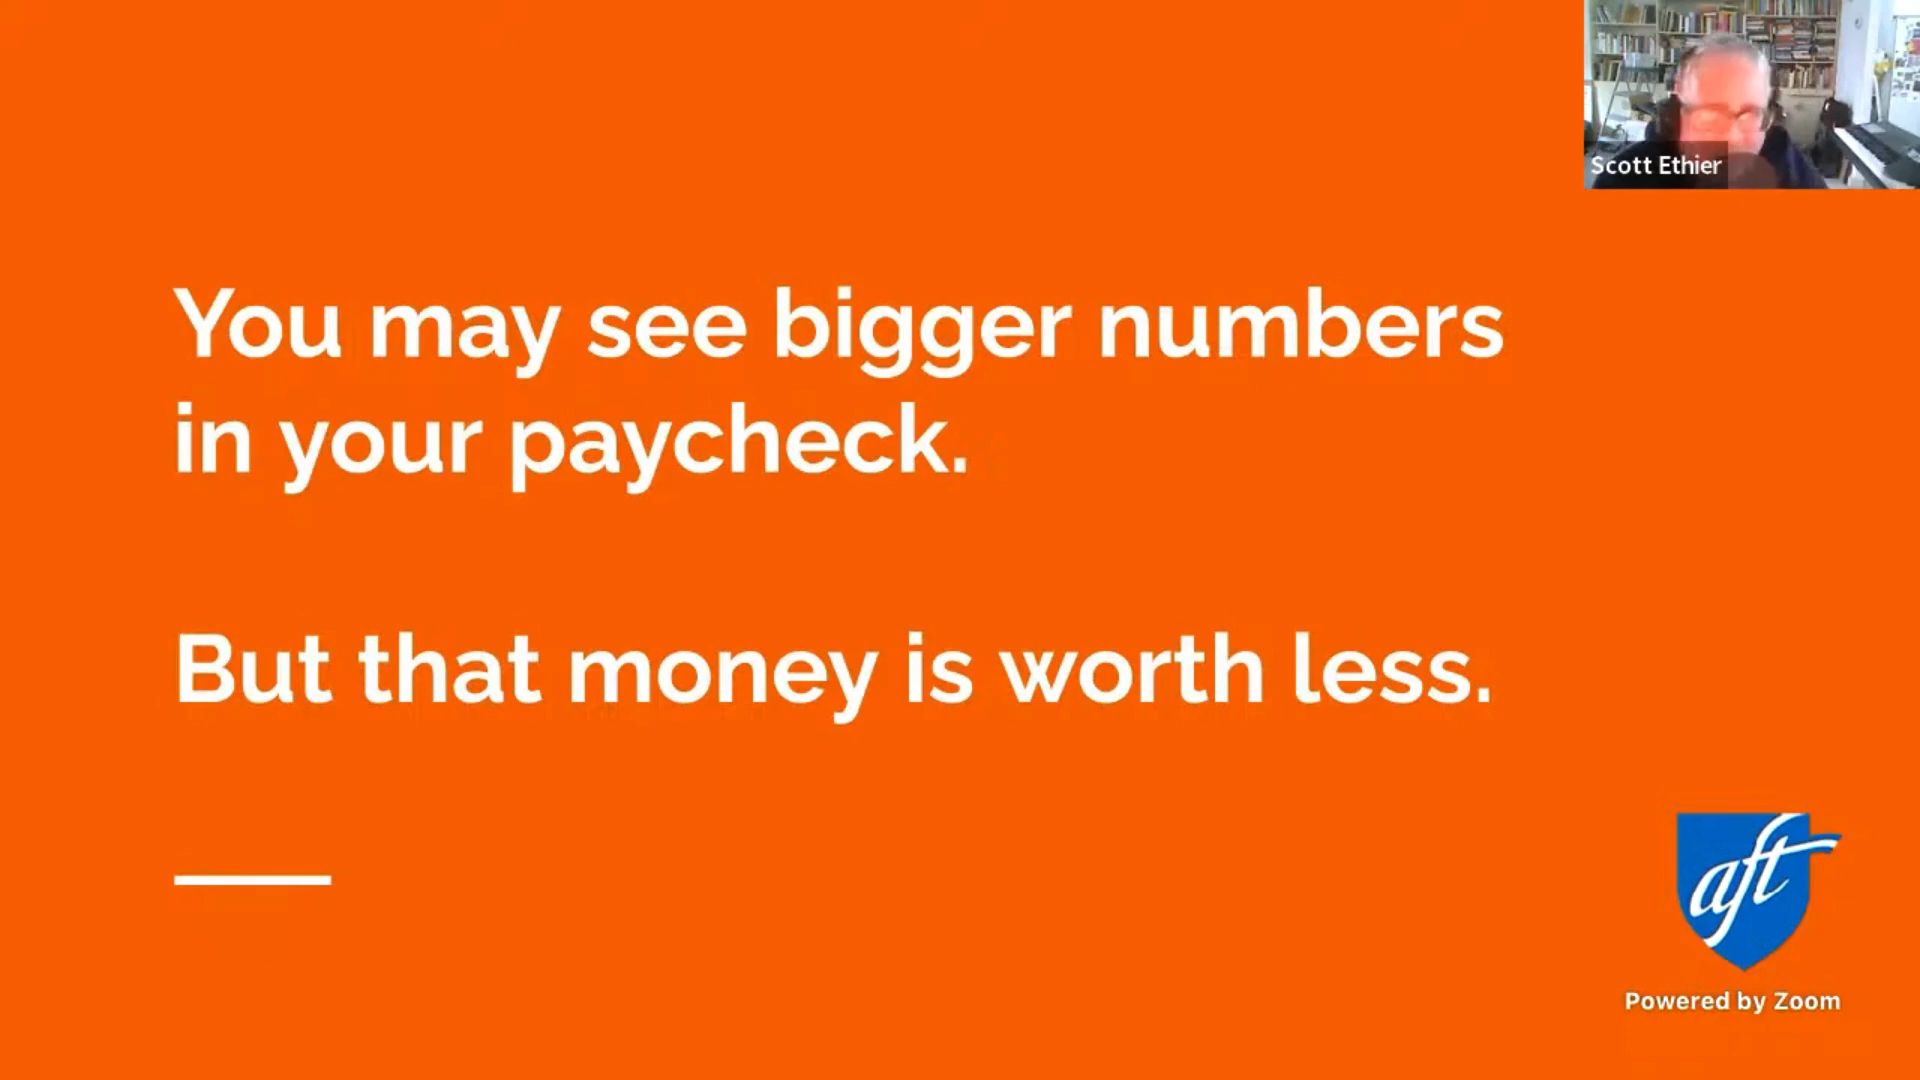 Scott Ethier
You may see bigger numbers
in your paycheck.
But that money is worth less.
aft
Powered by Zoom